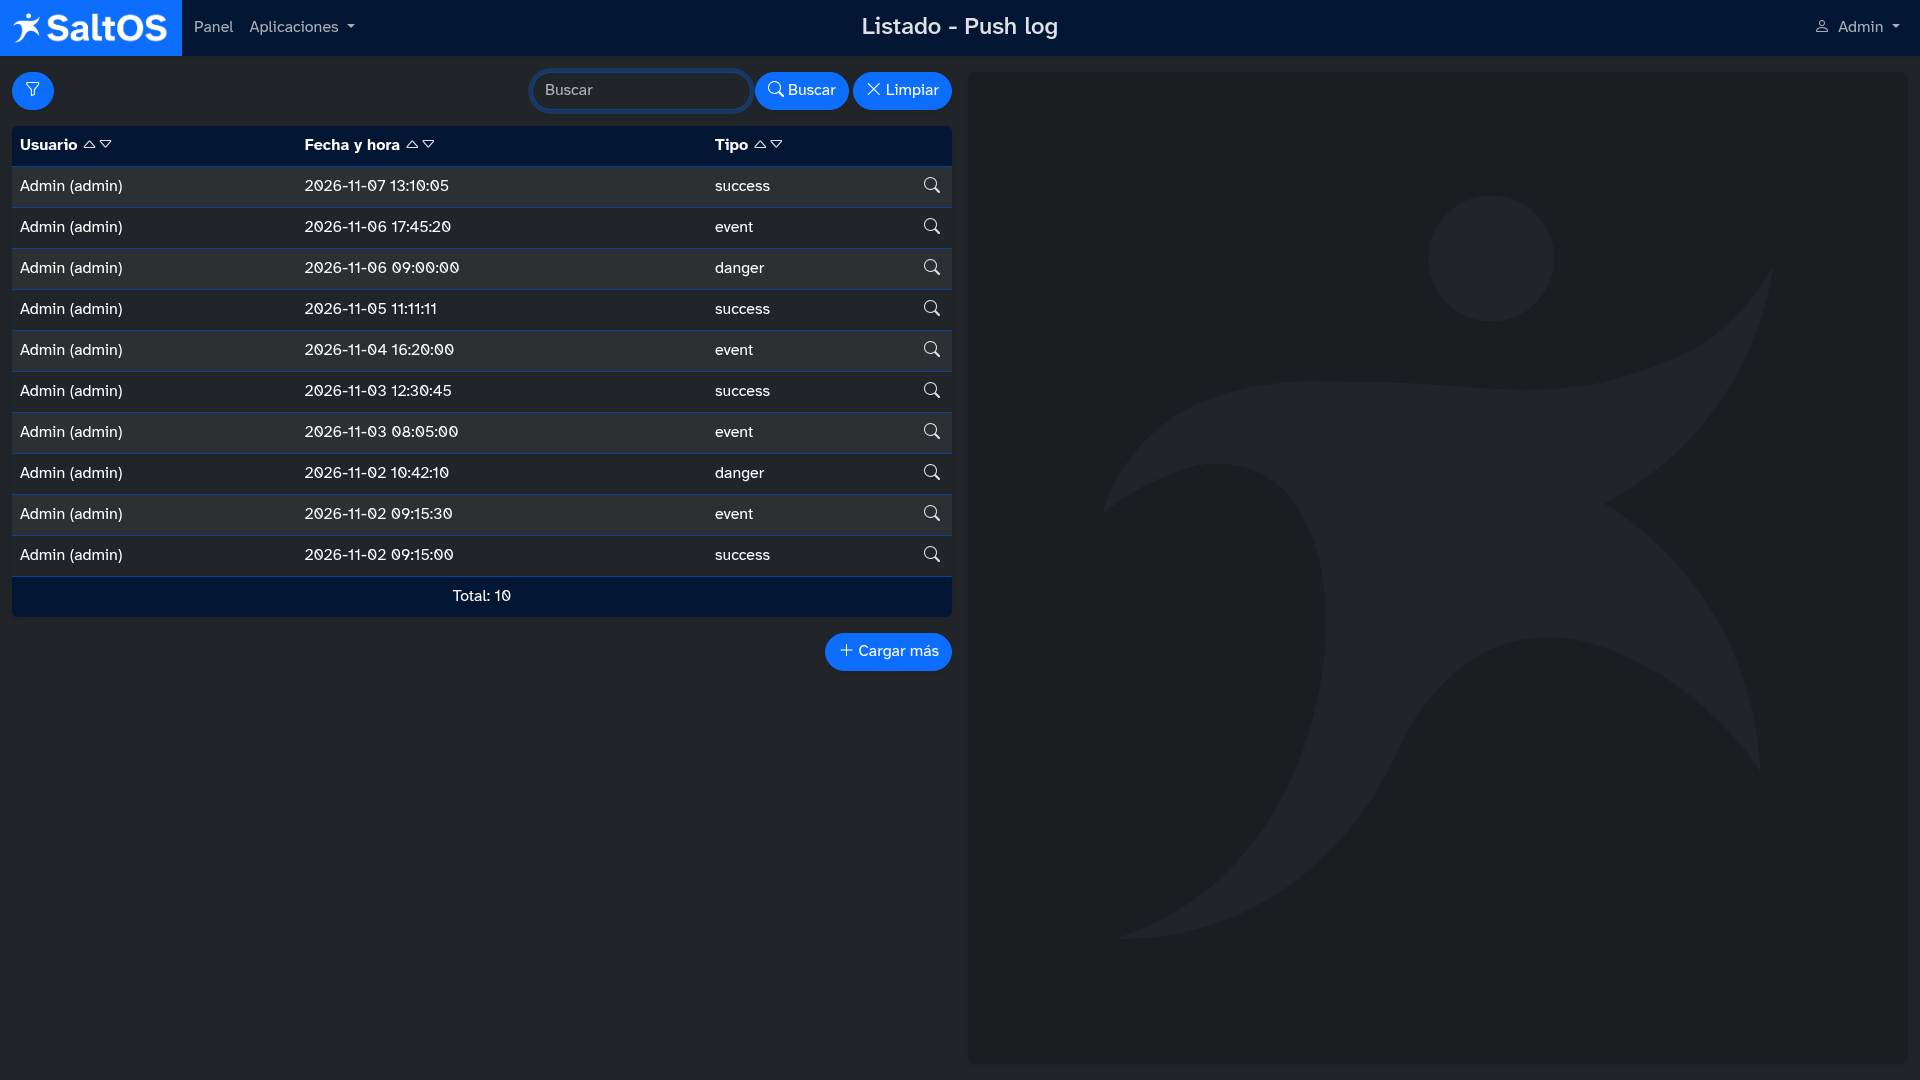 SaltOS Panel Aplicaciones Listado - Push log Admin
Buscar Buscar Limpiar
Usuario Fecha y hora Tipo
Admin (admin) 2026-11-07 13:10:05 success
Admin (admin) 2026-11-06 17:45:20 event
Admin (admin) 2026-11-06 09:00:00 danger
Admin (admin) 2026-11-05 11:11:11 success
Admin (admin) 2026-11-04 16:20:00 event
Admin (admin) 2026-11-03 12:30:45 success
Admin (admin) 2026-11-03 08:05:00 event
Admin (admin) 2026-11-02 10:42:10 danger
Admin (admin) 2026-11-02 09:15:30 event
Admin (admin) 2026-11-02 09:15:00 success
Total: 10
Cargar más